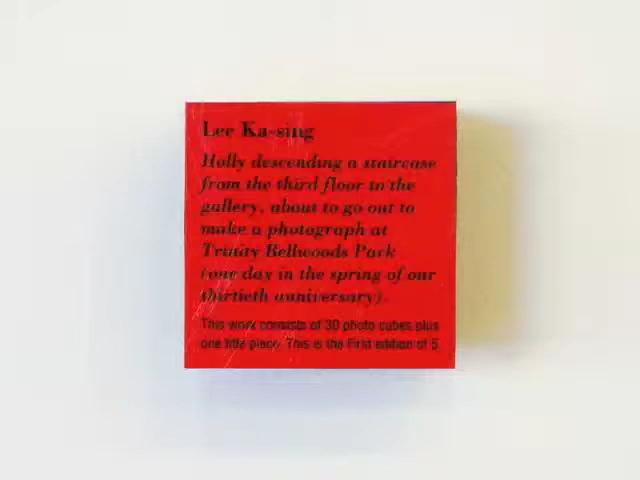 Lee Ka-sing
Holly descending a staircase
from the third floor to the
gallery, about to go out to
make a photograph at
Trinity Bellwoods Park
(one day in the spring of our
thirtieth anniversary).
This work consists of 30 photo cubes plus
one title piece. This is the First edition of 5